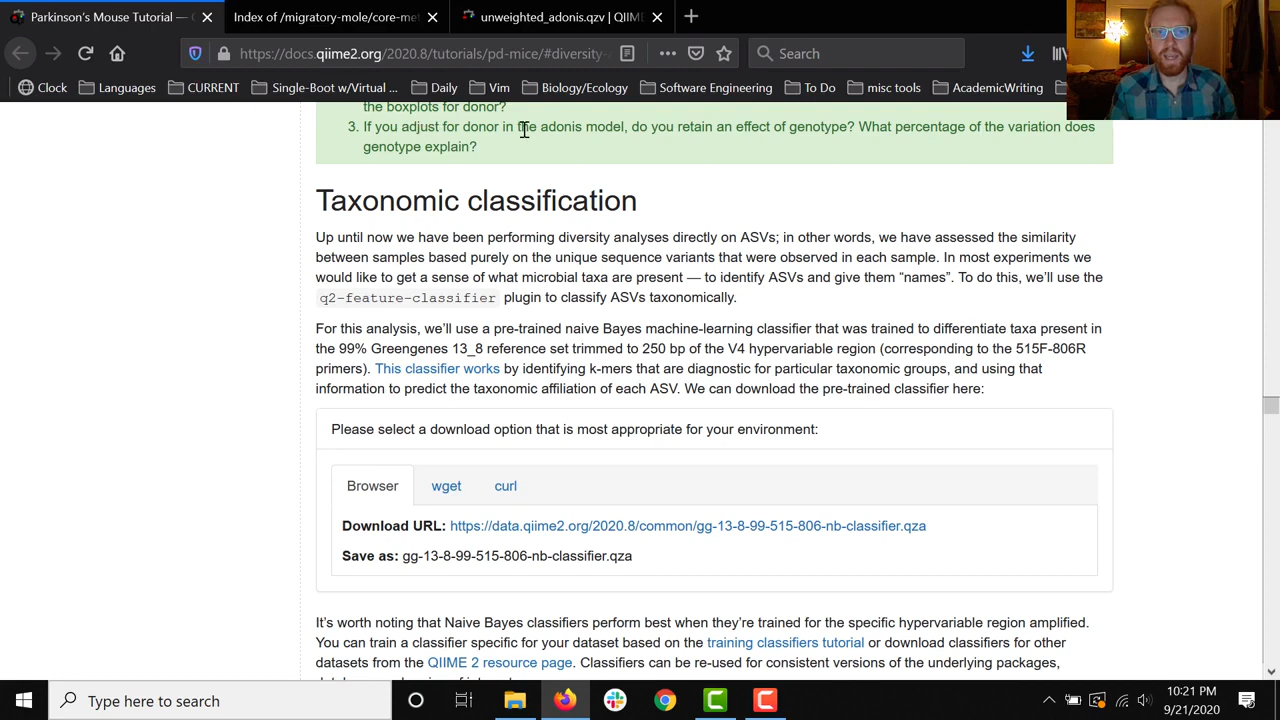 Parkinson's Mouse Tutorial —
Index of /migratory-mole/core-met
unweighted_adonis.qzv | QIIM
https://docs.qiime2.org/2020.8/tutorials/pd-mice/#diversity-
Search
Clock
Languages
CURRENT
Single-Boot w/Vin
Daily
Vim
Biology/Ecology
Software Engineering
To Do
misc tools
AcademicWriting
the boxplots for donor?
3. If you adjust for donor in the adonis model, do you retain an effect of genotype? What percentage of the variation does
genotype explain?
Taxonomic classification
Up until now we have been performing diversity analyses directly on ASVs; in other words, we have assessed the similarity
between samples based purely on the unique sequence variants that were observed in each sample. In most experiments we
would like to get a sense of what microbial taxa are present — to identify ASVs and give them “names”. To do this, we’ll use the
q2-feature-classifier plugin to classify ASVs taxonomically.
For this analysis, we’ll use a pre-trained naive Bayes machine-learning classifier that was trained to differentiate taxa present in
the 99% Greengenes 13_8 reference set trimmed to 250 bp of the V4 hypervariable region (corresponding to the 515F-806R
primers). This classifier works by identifying k-mers that are diagnostic for particular taxonomic groups, and using that
information to predict the taxonomic affiliation of each ASV. We can download the pre-trained classifier here:
Please select a download option that is most appropriate for your environment:
Browser
wget
curl
Download URL: https://data.qiime2.org/2020.8/common/gg-13-8-99-515-806-nb-classifier.qza
Save as: gg-13-8-99-515-806-nb-classifier.qza
It’s worth noting that Naive Bayes classifiers perform best when they’re trained for the specific hypervariable region amplified.
You can train a classifier specific for your dataset based on the training classifiers tutorial or download classifiers for other
datasets from the QIIME 2 resource page. Classifiers can be re-used for consistent versions of the underlying packages,
Type here to search
10:21 PM
9/21/2020